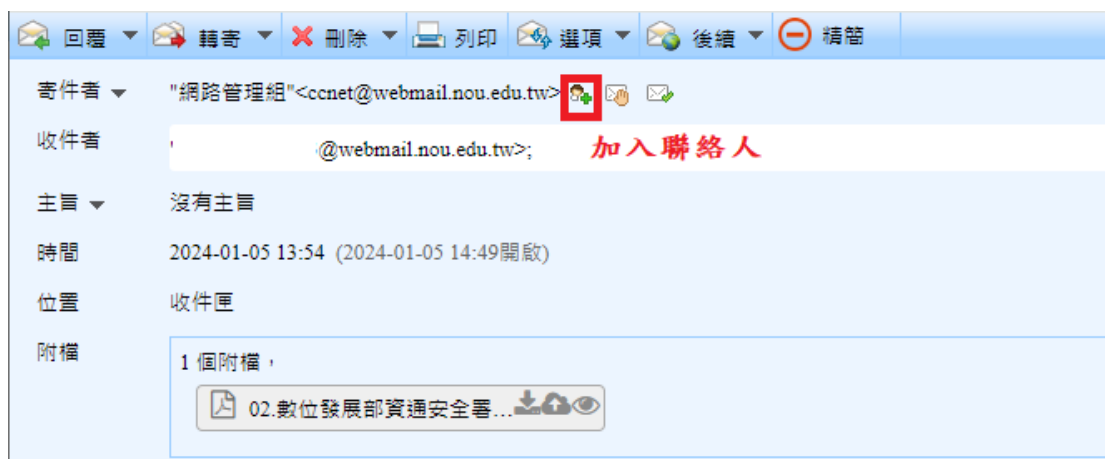 回覆 轉寄 刪除 列印 選項 後續 精簡
寄件者 "網路管理組"<ccnet@webmail.nou.edu.tw>
收件者 @webmail.nou.edu.tw>; 加入聯絡人
主旨 沒有主旨
時間 2024-01-05 13:54 (2024-01-05 14:49開啟)
位置 收件匣
附檔 1 個附檔，
02.數位發展部資通安全署...